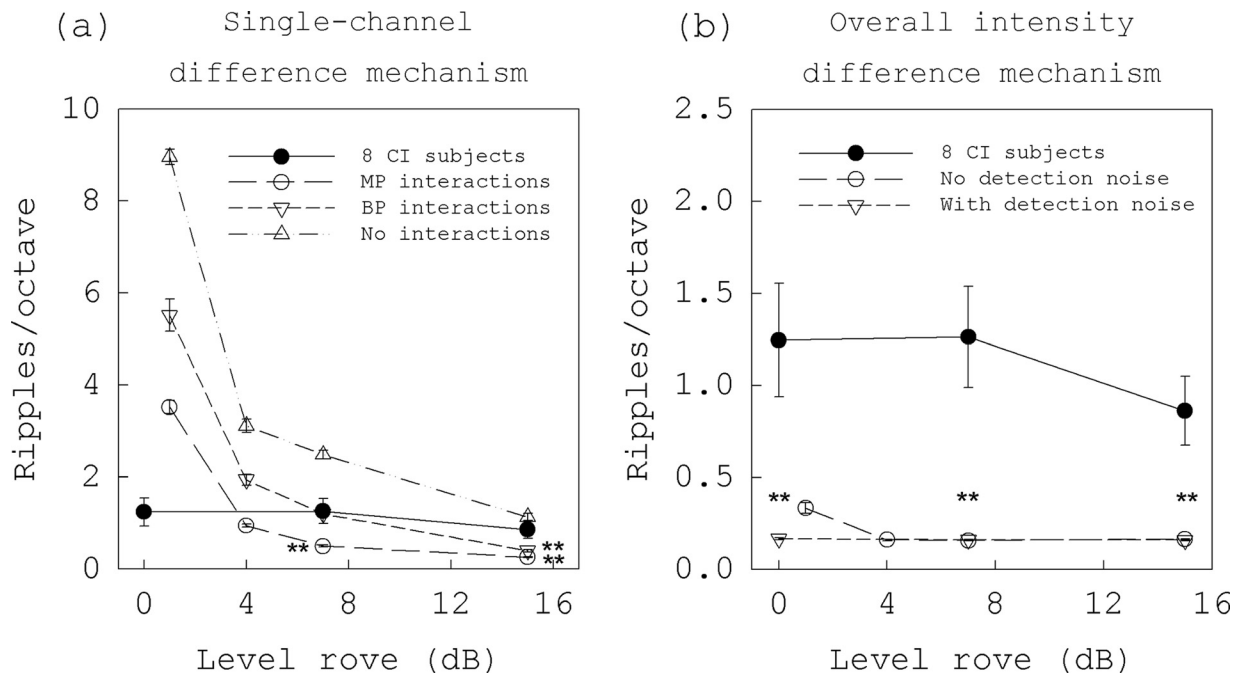 (a) Single-channel
difference mechanism
10
8
6
4
2
0
Ripples/octave
8 CI subjects
MP interactions
BP interactions
No interactions
**
**
**
0 4 8 12 16
Level rove (dB)
(b) Overall intensity
difference mechanism
2.5
2.0
1.5
1.0
0.5
0.0
Ripples/octave
8 CI subjects
No detection noise
With detection noise
** ** **
0 4 8 12 16
Level rove (dB)